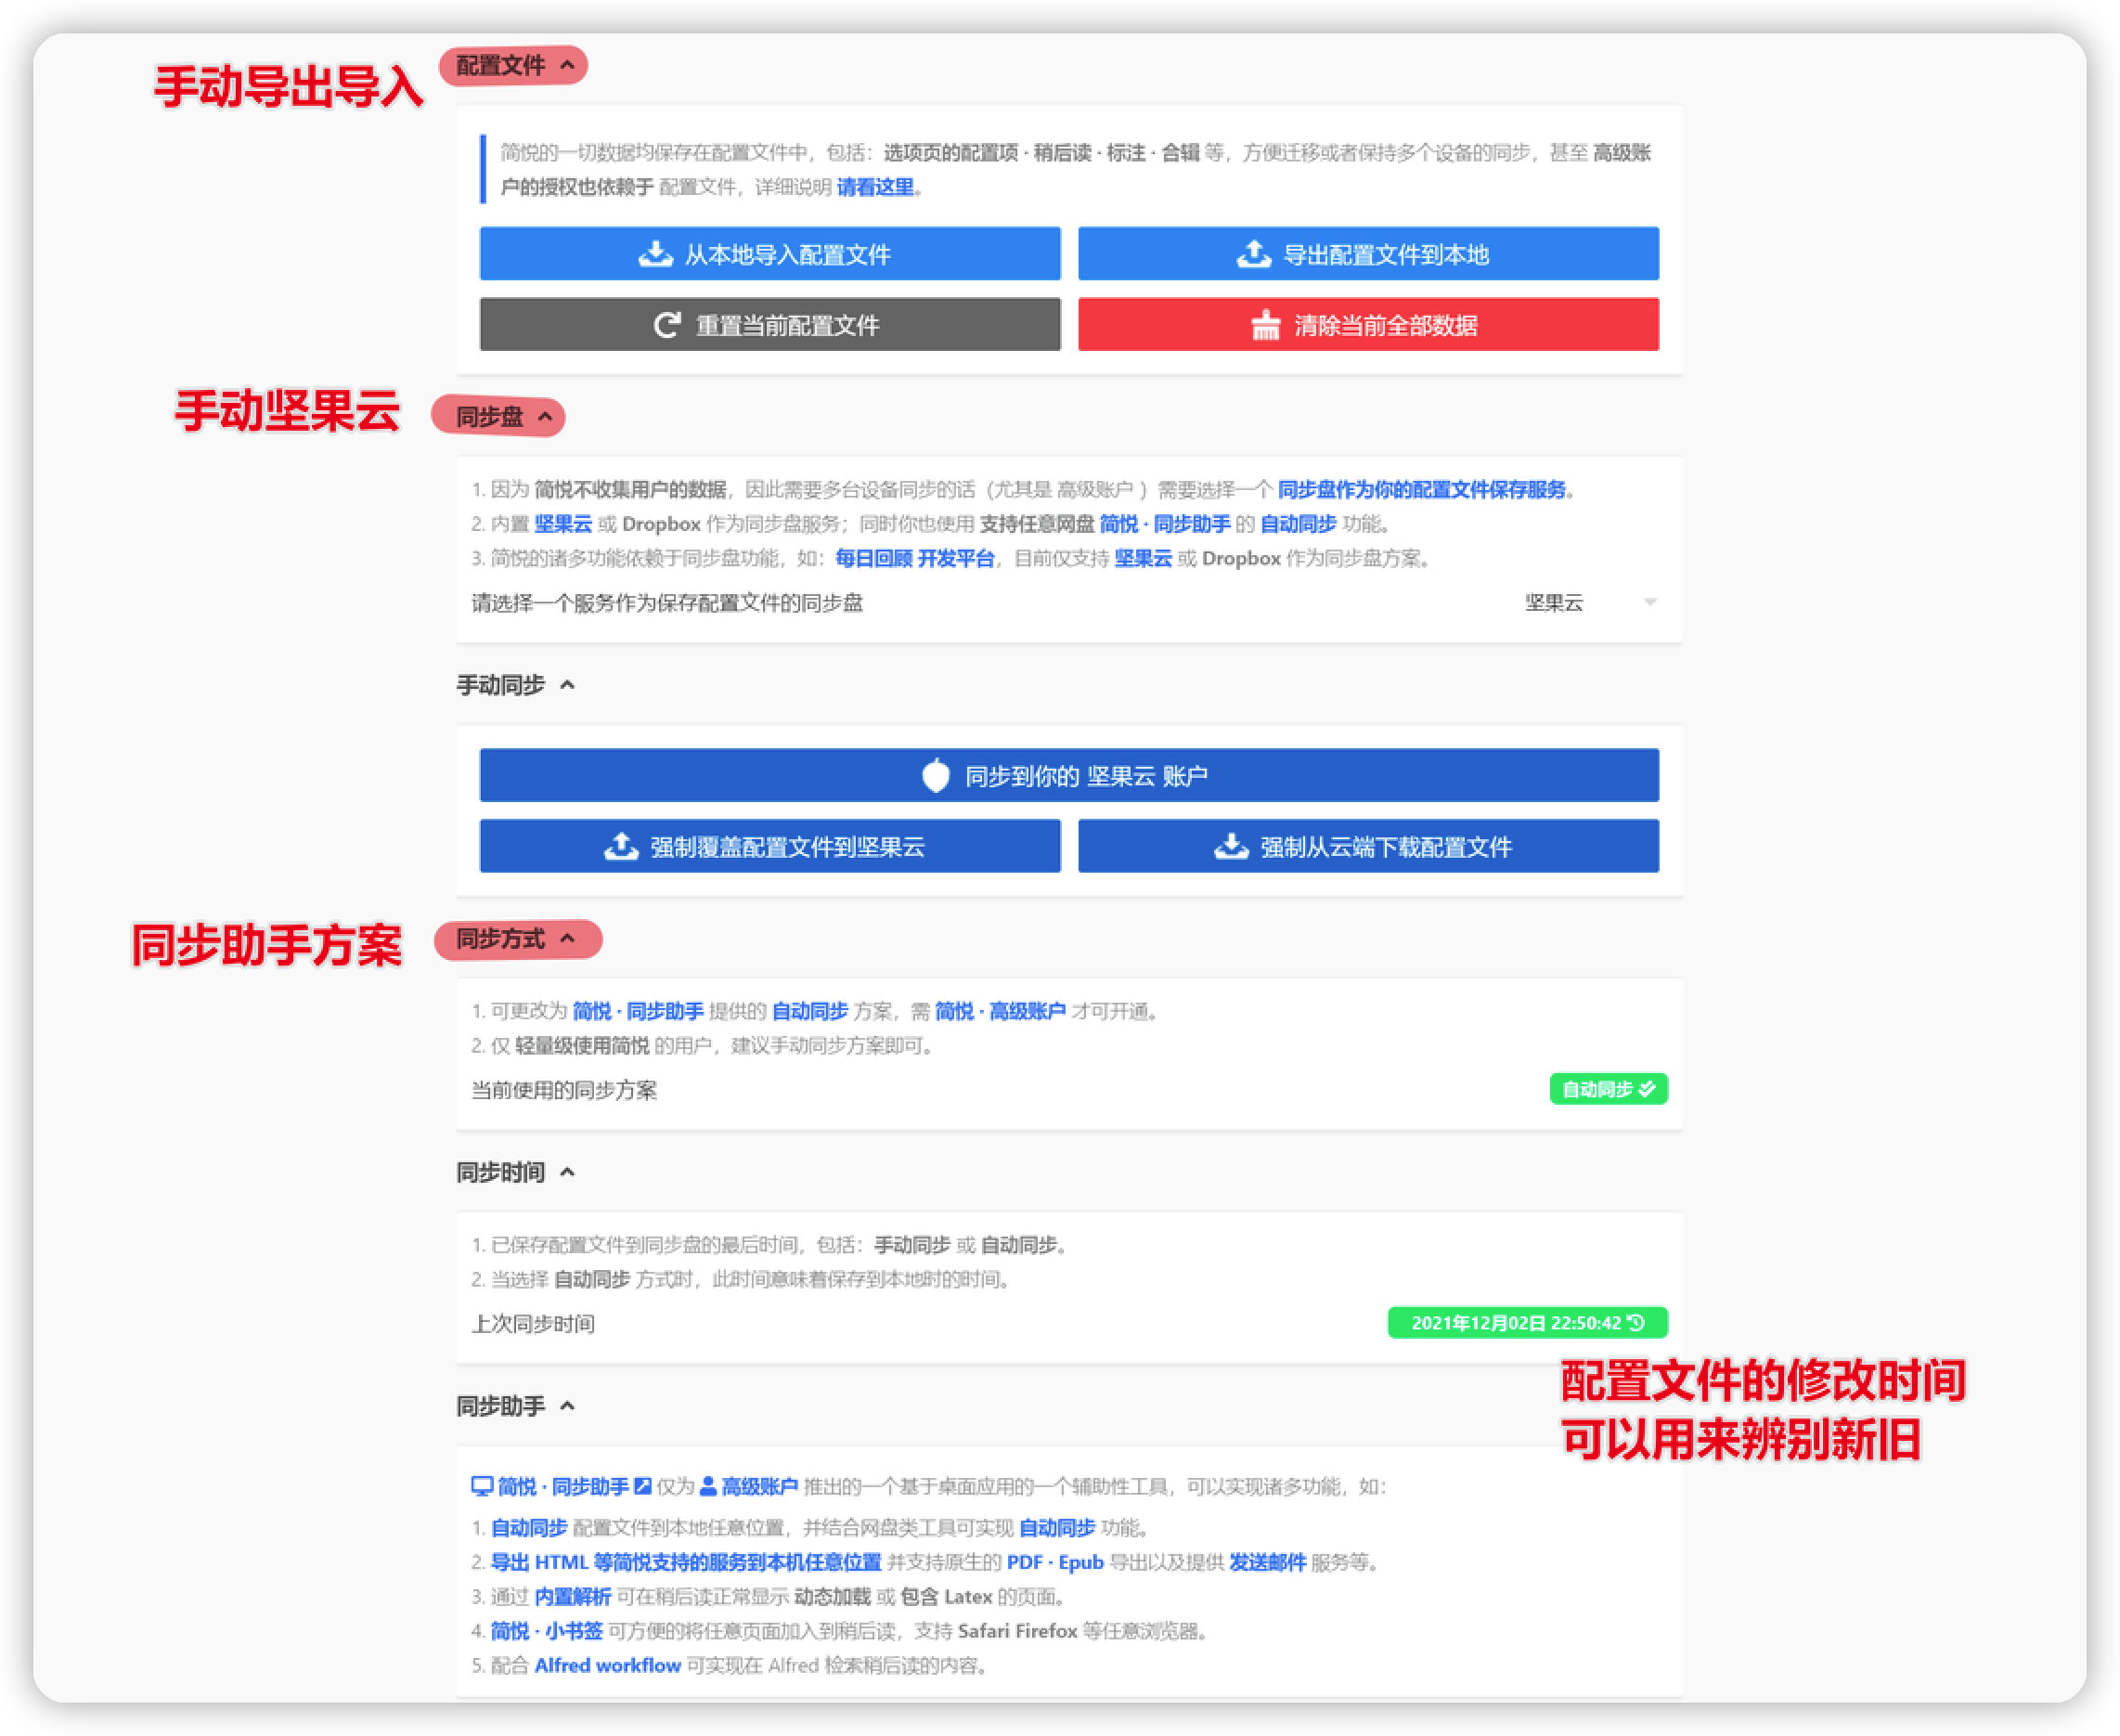 手动导出导入
配置文件
简悦的一切数据均保存在配置文件中，包括：选项页的配置项 · 稍后读 · 标注 · 合辑 等，方便迁移或者保持多个设备的同步，甚至 高级账
户的授权也依赖于 配置文件，详细说明 请看这里。
从本地导入配置文件
导出配置文件到本地
重置当前配置文件
清除当前全部数据
手动坚果云
同步盘
1. 因为 简悦不收集用户的数据，因此需要多台设备同步的话（尤其是 高级账户 ）需要选择一个 同步盘作为你的配置文件保存服务。
2. 内置 坚果云 或 Dropbox 作为同步盘服务；同时你也使用 支持任意网盘 简悦 · 同步助手 的 自动同步 功能。
3. 简悦的诸多功能依赖于同步盘功能，如：每日回顾 开发平台，目前仅支持 坚果云 或 Dropbox 作为同步盘方案。
请选择一个服务作为保存配置文件的同步盘
坚果云
手动同步
同步到你的 坚果云 账户
强制覆盖配置文件到坚果云
强制从云端下载配置文件
同步助手方案
同步方式
1. 可更改为 简悦 · 同步助手 提供的 自动同步 方案，需 简悦 · 高级账户 才可开通。
2. 仅 轻量级使用简悦 的用户，建议手动同步方案即可。
当前使用的同步方案
自动同步
同步时间
1. 已保存配置文件到同步盘的最后时间，包括：手动同步 或 自动同步。
2. 当选择 自动同步 方式时，此时间意味着保存到本地时的时间。
上次同步时间
2021年12月02日 22:50:42
配置文件的修改时间
可以用来辨别新旧
同步助手
简悦 · 同步助手 仅为 高级账户 推出的一个基于桌面应用的一个辅助性工具，可以实现诸多功能，如：
1. 自动同步 配置文件到本地任意位置，并结合网盘类工具可实现 自动同步 功能。
2. 导出 HTML 等简悦支持的服务到本机任意位置 并支持原生的 PDF · Epub 导出以及提供 发送邮件 服务等。
3. 通过 内置解析 可在稍后读正常显示 动态加载 或 包含 Latex 的页面。
4. 简悦 · 小书签 可方便的将任意页面加入到稍后读，支持 Safari Firefox 等任意浏览器。
5. 配合 Alfred workflow 可实现在 Alfred 检索稍后读的内容。